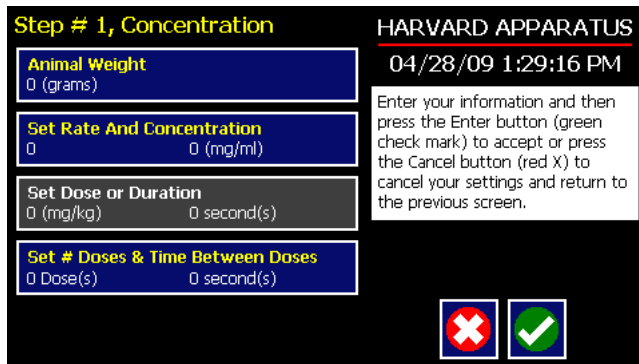 Step # 1, Concentration
Animal Weight
0 (grams)
Set Rate And Concentration
0 0 (mg/ml)
Set Dose or Duration
0 (mg/kg) 0 second(s)
Set # Doses & Time Between Doses
0 Dose(s) 0 second(s)
HARVARD APPARATUS
04/28/09 1:29:16 PM
Enter your information and then
press the Enter button (green
check mark) to accept or press
the Cancel button (red X) to
cancel your settings and return to
the previous screen.